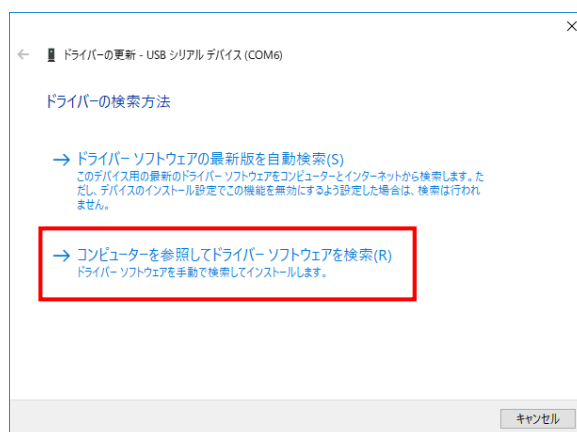 ドライバーの更新 - USB シリアル デバイス (COM6)
ドライバーの検索方法
ドライバー ソフトウェアの最新版を自動検索(S)
このデバイス用の最新のドライバー ソフトウェアをコンピューターとインターネットから検索します。た
だし、デバイスのインストール設定でこの機能を無効にするよう設定した場合は、検索は行われ
ません。
コンピューターを参照してドライバー ソフトウェアを検索(R)
ドライバー ソフトウェアを手動で検索してインストールします。
キャンセル